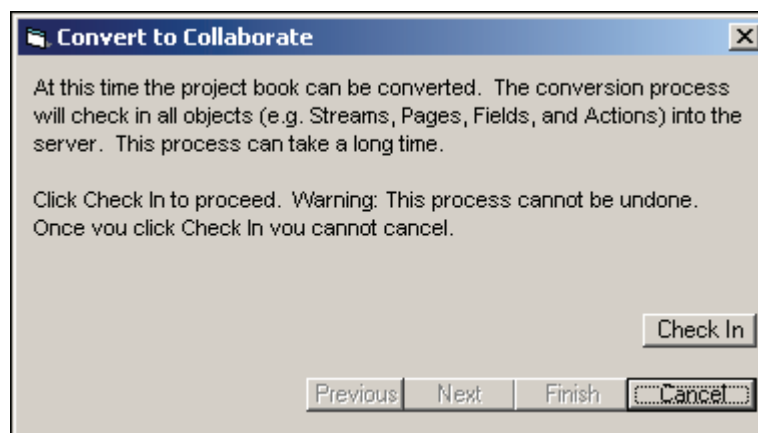 Convert to Collaborate
At this time the project book can be converted. The conversion process
will check in all objects (e.g. Streams, Pages, Fields, and Actions) into the
server. This process can take a long time.
Click Check In to proceed. Warning: This process cannot be undone.
Once you click Check In you cannot cancel.
Check In
Previous Next Finish Cancel